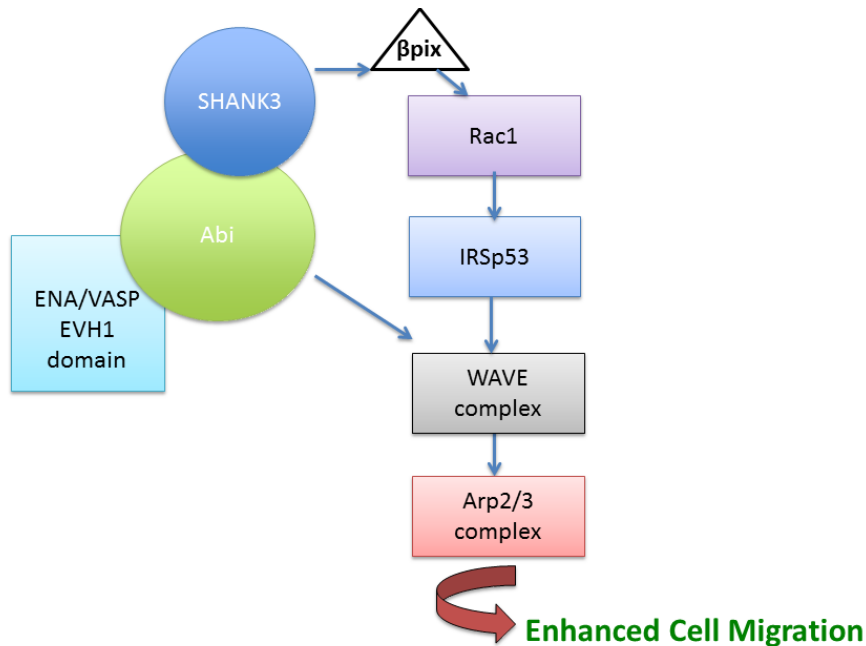 βpix
SHANK3
Rac1
Abi
IRSp53
ENA/VASP
EVH1
domain
WAVE
complex
Arp2/3
complex
Enhanced Cell Migration